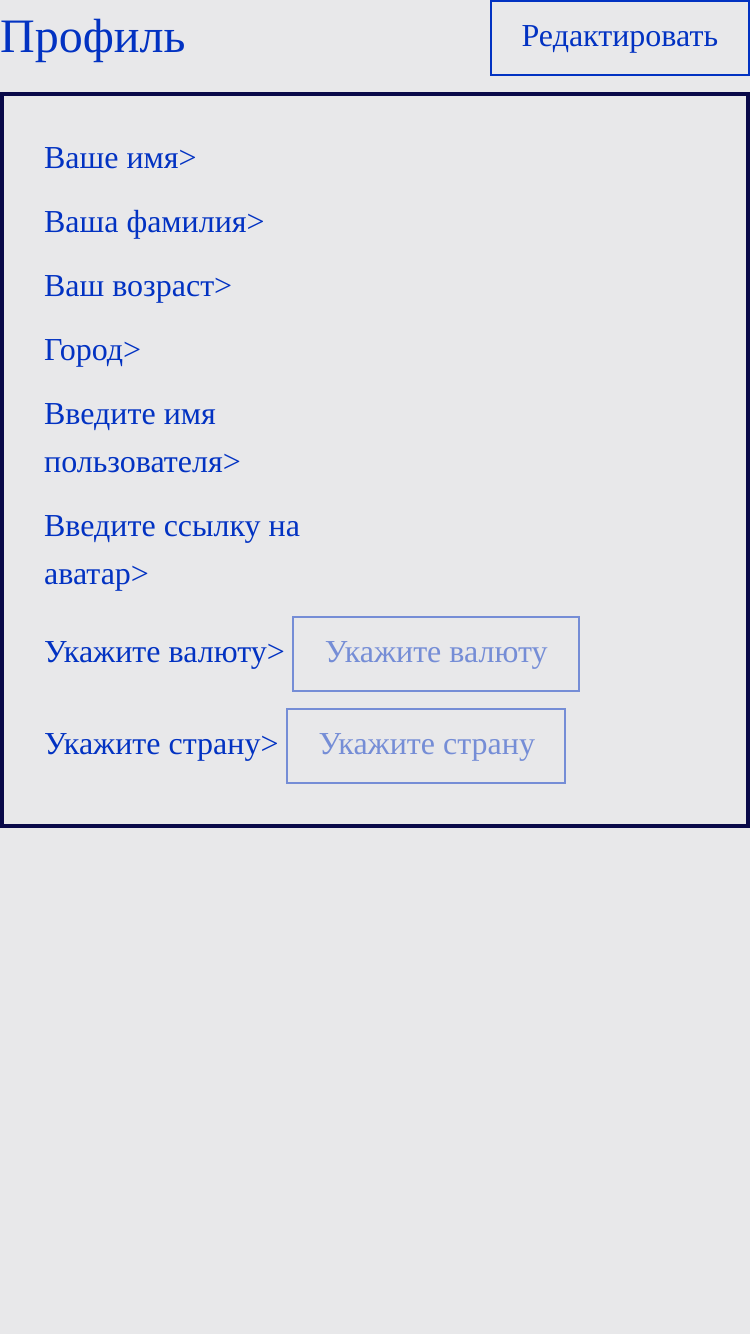 Профиль
Редактировать
Ваше имя>
Ваша фамилия>
Ваш возраст>
Город>
Введите имя
пользователя>
Введите ссылку на
аватар>
Укажите валюту> Укажите валюту
Укажите страну> Укажите страну